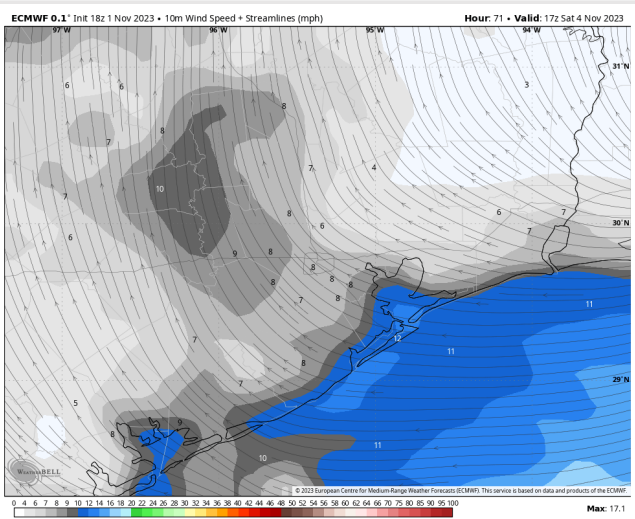 ECMWF 0.1° Init 18z 1 Nov 2023 • 10m Wind Speed + Streamlines (mph) Hour: 71 • Valid: 17z Sat 4 Nov 2023
97°W 96°W 95°W 94°W
31°N
6 6 3
8
8
7
7 4
10
7
8 6 7
6 6 7
9 8
8 8
8 8
7 8 11
12
7 11
8
29°N
7
5
9
8 11
10
30°N
WeatherBELL
© 2023 European Centre for Medium-Range Weather Forecasts (ECMWF). This service is based on data and products of the ECMWF.
0 4 5 6 7 8 9 10 12 14 16 18 20 22 24 26 28 30 32 34 36 38 40 42 44 46 48 50 52 54 56 58 60 65 70 75 80 85 90 95 100
Max: 17.1